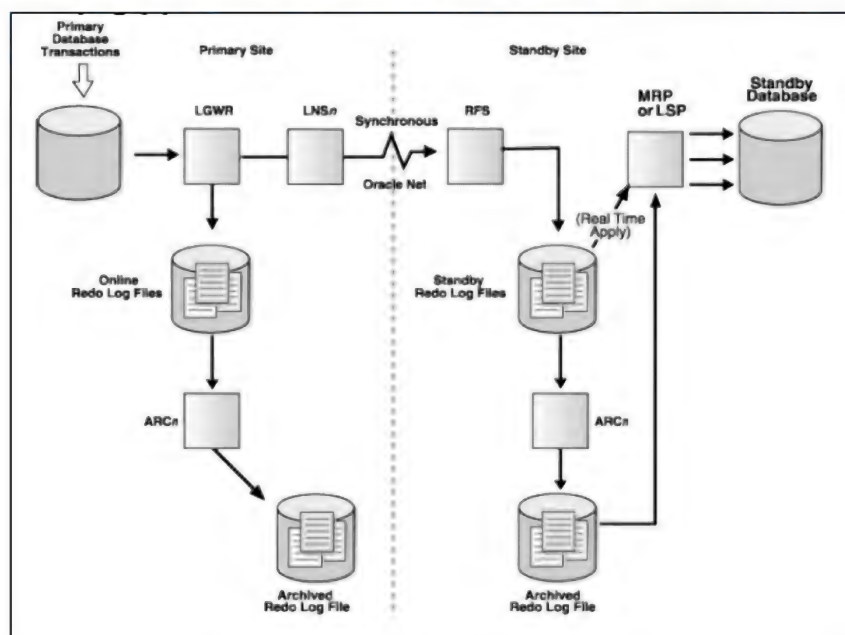 Primary
Database
Transactions
Primary Site
Standby Site
LGWR
LNSn
Synchronous
Oracle Net
RFS
MRP
or LSP
Standby
Database
(Real Time
Apply)
Online
Redo Log Files
Standby
Redo Log Files
ARCn
ARCn
Archived
Redo Log File
Archived
Redo Log File